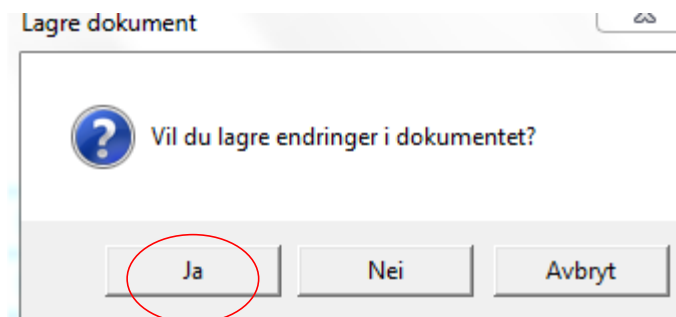 Lagre dokument
Vil du lagre endringer i dokumentet?
Ja Nei Avbryt